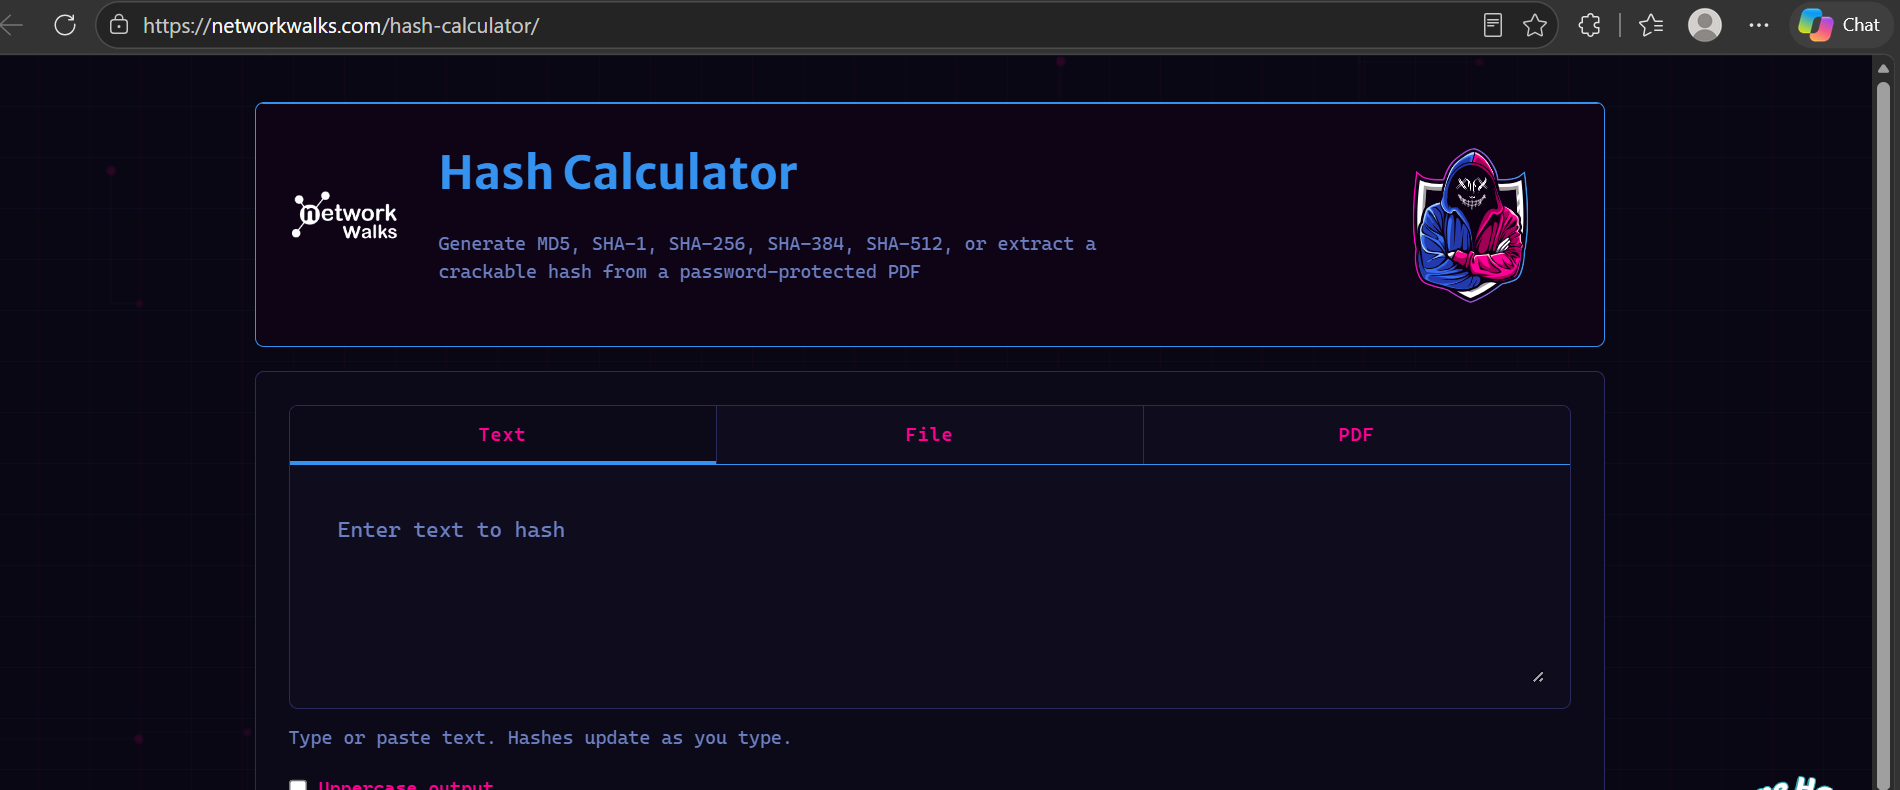 https://networkwalks.com/hash-calculator/
Chat
network
Walks
Hash Calculator
Generate MD5, SHA-1, SHA-256, SHA-384, SHA-512, or extract a
crackable hash from a password-protected PDF
Text
File
PDF
Enter text to hash
Type or paste text. Hashes update as you type.
Uppercase output